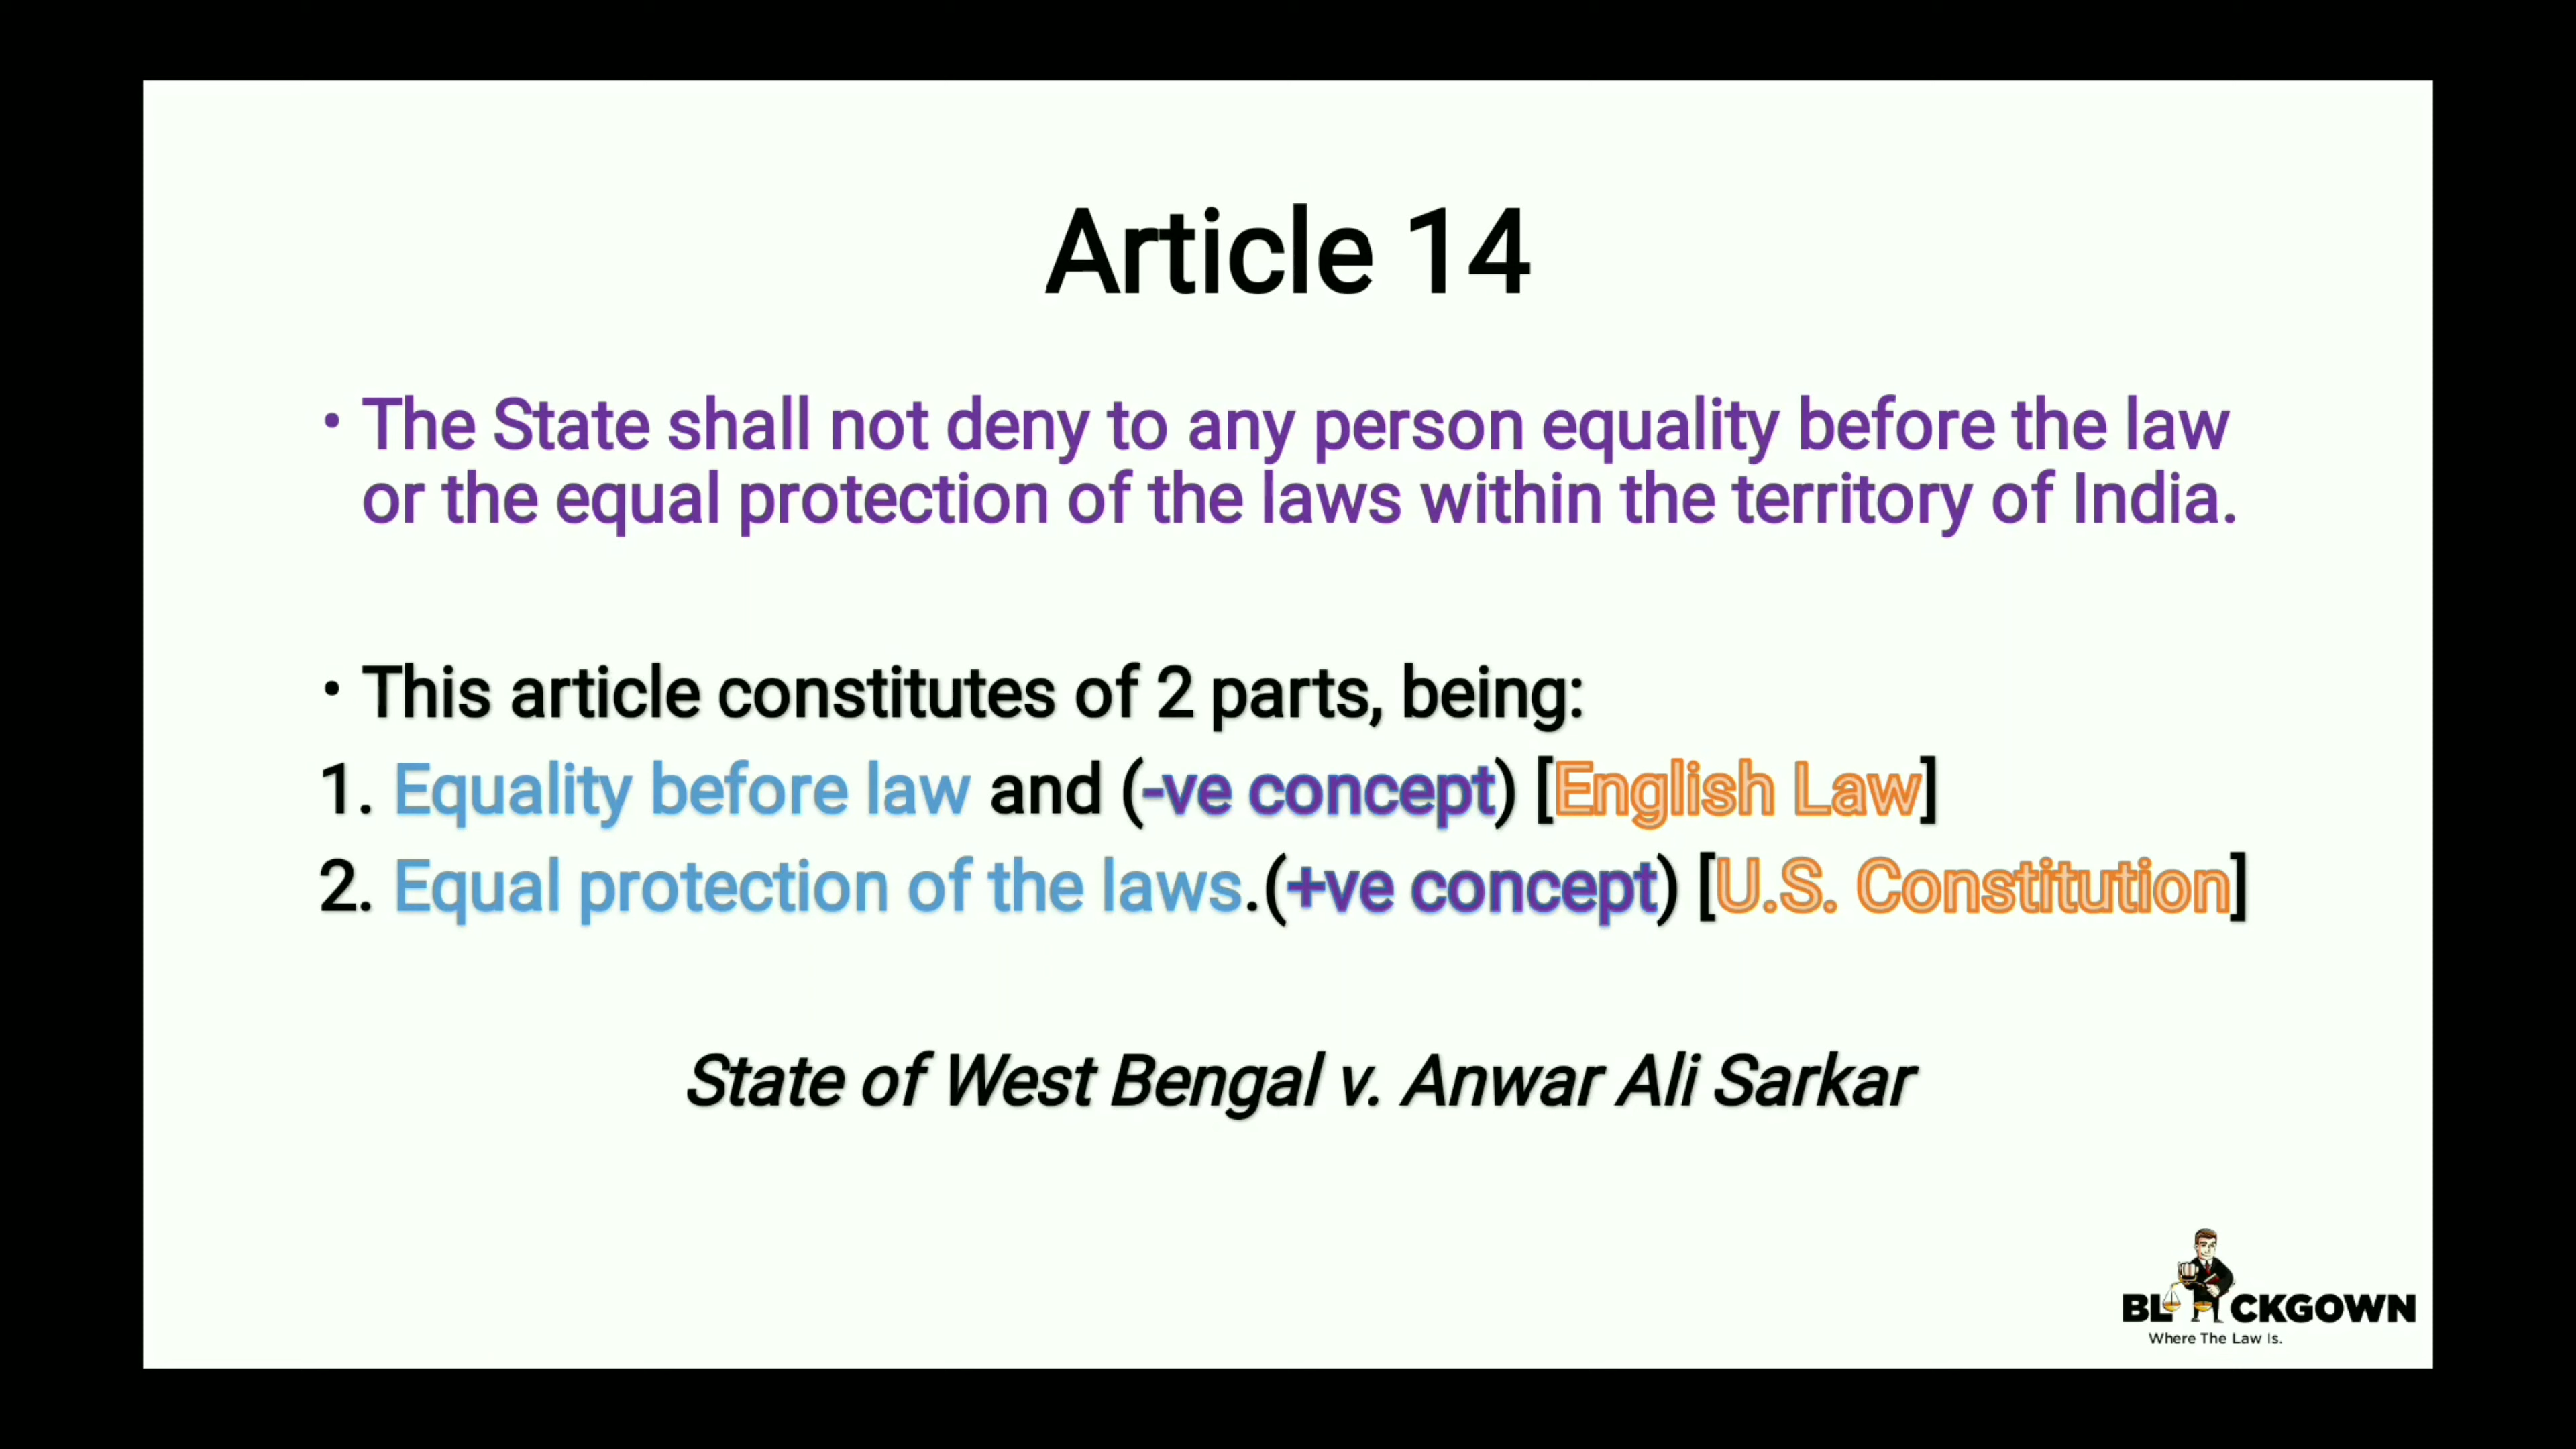 Article 14
• The State shall not deny to any person equality before the law
or the equal protection of the laws within the territory of India.
• This article constitutes of 2 parts, being:
1. Equality before law and (-ve concept) [English Law]
2. Equal protection of the laws.(+ve concept) [U.S. Constitution]
State of West Bengal v. Anwar Ali Sarkar
BLACKGOWN
Where The Law Is.